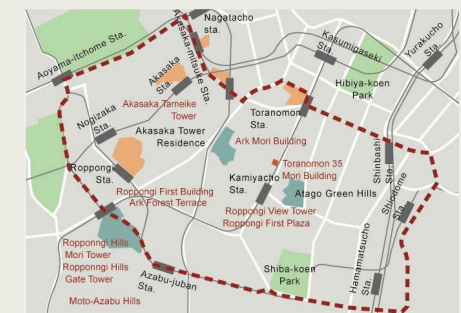 Nagatacho
sta.
Akasaka-mitsuke Sta.
Aoyama-itchome Sta.
Kasumigaseki
Sta.
Yurakucho
Sta.
Akasaka
Sta.
Hibiya-koen
Park
Akasaka Tameike
Tower
Toranomon
Sta.
Nogizaka
Sta.
Akasaka Tower
Residence
Ark Mori Building
Shinbashi
Sta.
Roppongi
Sta.
Toranomon 35
Mori Building
Kamiyacho
Sta.
Atago Green Hills
Shiodome
Sta.
Roppongi First Building
Ark Forest Terrace
Roppongi View Tower
Roppongi First Plaza
Roppongi Hills
Mori Tower
Roppongi Hills
Gate Tower
Azabu-juban
Sta.
Shiba-koen
Park
Hamamatsucho
Sta.
Moto-Azabu Hills